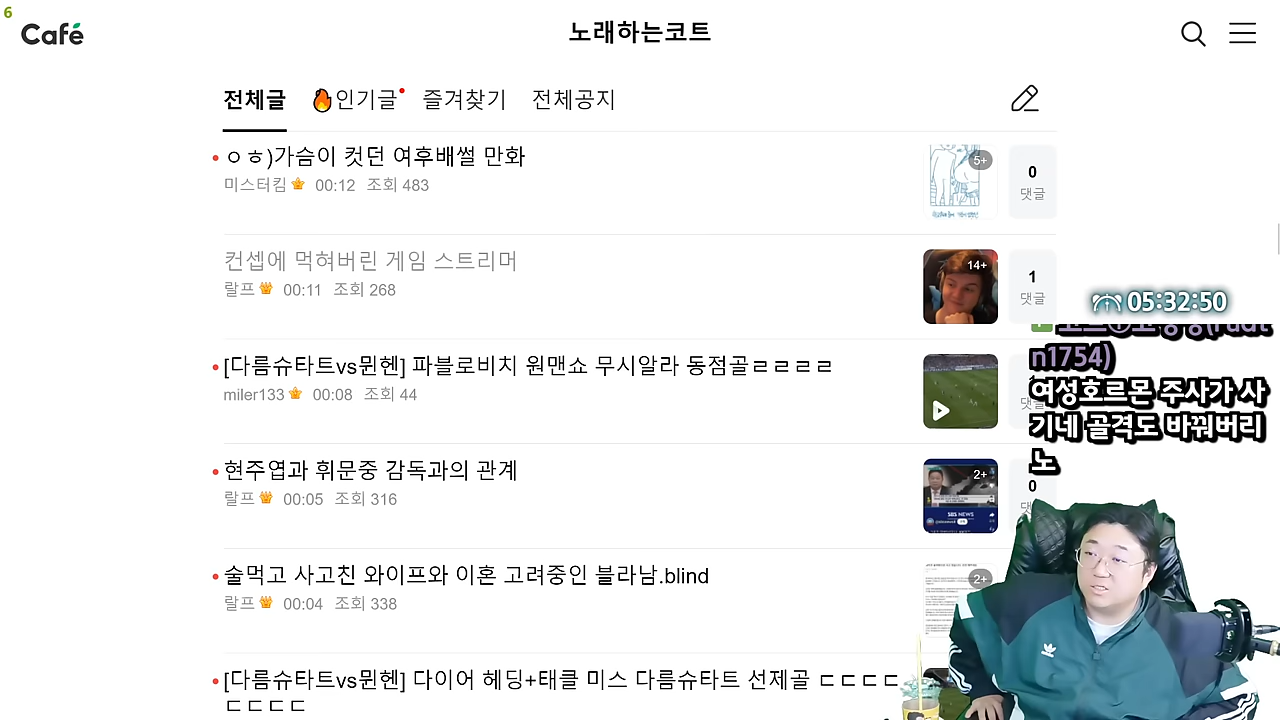 6
Café
노래하는코트
전체글
인기글
즐겨찾기
전체공지
ㅇㅎ)가슴이 컷던 여후배썰 만화
미스터킴 00:12 조회 483
5+
0
댓글
컨셉에 먹혀버린 게임 스트리머
랄프 00:11 조회 268
14+
1
댓글
05:32:50
n1754)
여성호르몬 주사가 사
기네 골격도 바꿔버리
노
[다름슈타트vs뮌헨] 파블로비치 원맨쇼 무시알라 동점골ㄹㄹㄹㄹ
miler133 00:08 조회 44
현주엽과 휘문중 감독과의 관계
랄프 00:05 조회 316
2+
SBS NEWS
0
술먹고 사고친 와이프와 이혼 고려중인 블라남.blind
랄프 00:04 조회 338
2+
[다름슈타트vs뮌헨] 다이어 헤딩+태클 미스 다름슈타트 선제골 ㄷㄷㄷㄷ
ㄷㄷㄷㄷ